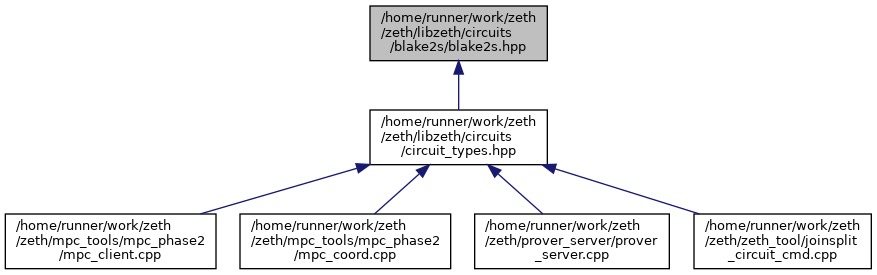 /home/runner/work/zeth
/zeth/libzeth/circuits
/blake2s/blake2s.hpp
/home/runner/work/zeth
/zeth/libzeth/circuits
/circuit_types.hpp
/home/runner/work/zeth
/zeth/mpc_tools/mpc_phase2
/mpc_client.cpp
/home/runner/work/zeth
/zeth/mpc_tools/mpc_phase2
/mpc_coord.cpp
/home/runner/work/zeth
/zeth/prover_server/prover
_server.cpp
/home/runner/work/zeth
/zeth/zeth_tool/joinsplit
_circuit_cmd.cpp